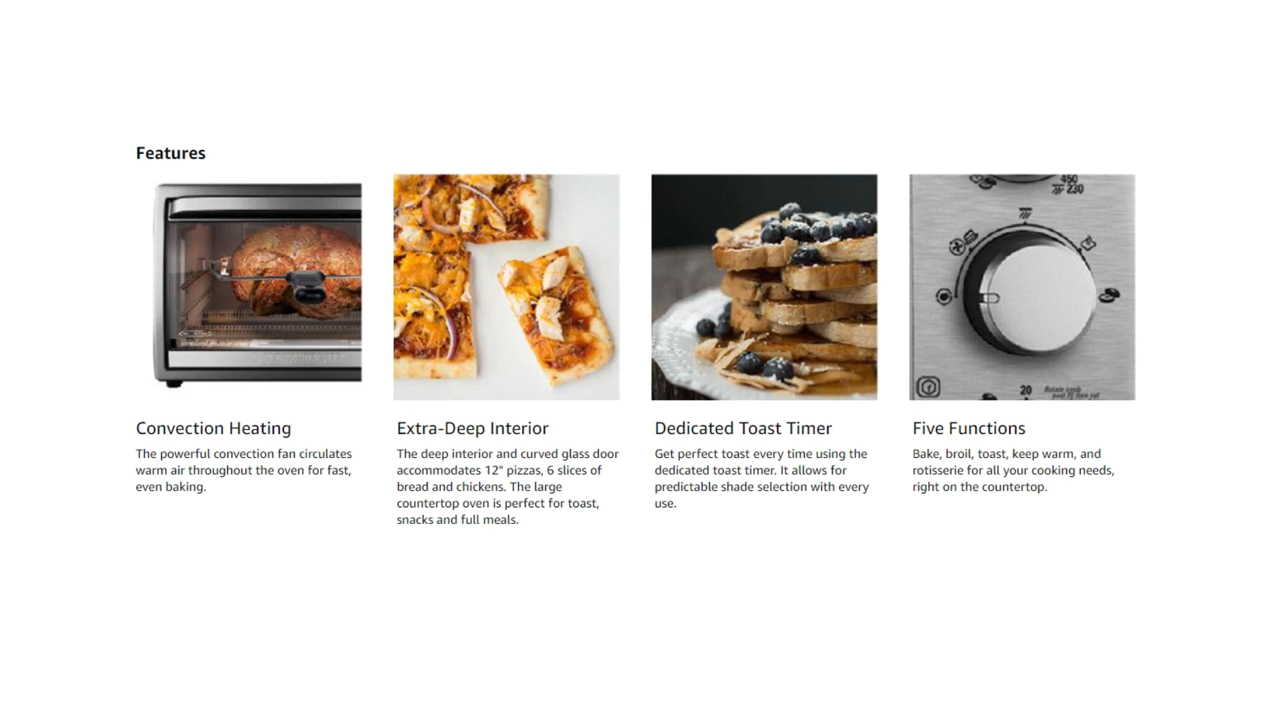 Features
450
230
20
Convection Heating
The powerful convection fan circulates
warm air throughout the oven for fast,
even baking.
Extra-Deep Interior
The deep interior and curved glass door
accommodates 12" pizzas, 6 slices of
bread and chickens. The large
countertop oven is perfect for toast,
snacks and full meals.
Dedicated Toast Timer
Get perfect toast every time using the
dedicated toast timer. It allows for
predictable shade selection with every
use.
Five Functions
Bake, broil, toast, keep warm, and
rotisserie for all your cooking needs,
right on the countertop.